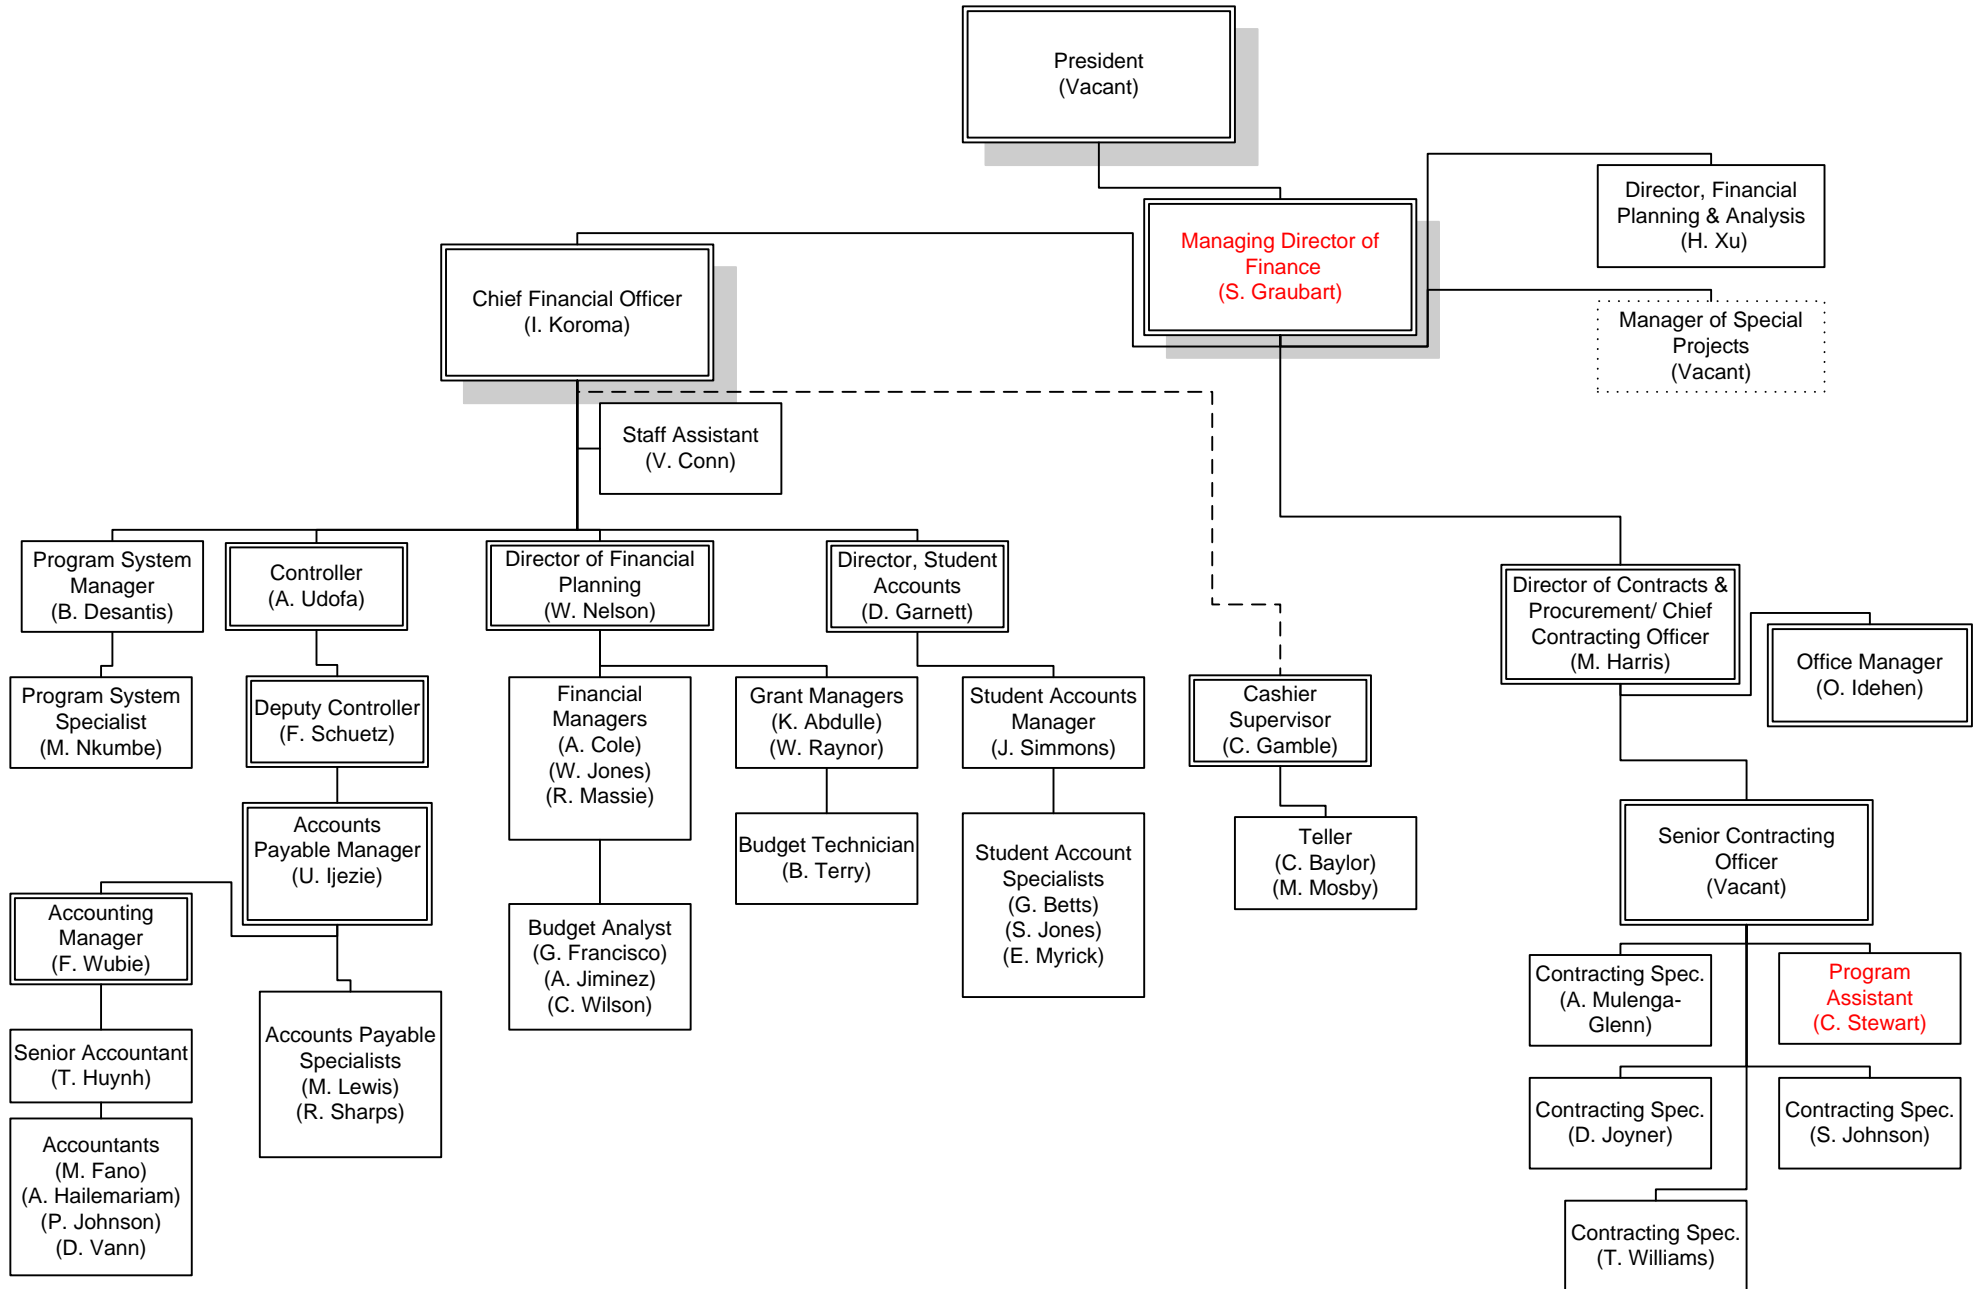 President
(Vacant)
Director, Financial
Planning & Analysis
(H. Xu)
Managing Director of
Finance
(S. Graubart)
Chief Financial Officer
(I. Koroma)
Manager of Special
Projects
(Vacant)
Staff Assistant
(V. Conn)
Program System
Manager
(B. Desantis)
Controller
(A. Udofa)
Director of Financial
Planning
(W. Nelson)
Director, Student
Accounts
(D. Garnett)
Director of Contracts &
Procurement/ Chief
Contracting Officer
(M. Harris)
Office Manager
(O. Idehen)
Program System
Specialist
(M. Nkumbe)
Deputy Controller
(F. Schuetz)
Financial
Managers
(A. Cole)
(W. Jones)
(R. Massie)
Grant Managers
(K. Abdulle)
(W. Raynor)
Student Accounts
Manager
(J. Simmons)
Cashier
Supervisor
(C. Gamble)
Accounts
Payable Manager
(U. Ijezie)
Budget Technician
(B. Terry)
Student Account
Specialists
(G. Betts)
(S. Jones)
(E. Myrick)
Teller
(C. Baylor)
(M. Mosby)
Senior Contracting
Officer
(Vacant)
Accounting
Manager
(F. Wubie)
Budget Analyst
(G. Francisco)
(A. Jiminez)
(C. Wilson)
Contracting Spec.
(A. Mulenga-
Glenn)
Program
Assistant
(C. Stewart)
Senior Accountant
(T. Huynh)
Accounts Payable
Specialists
(M. Lewis)
(R. Sharps)
Contracting Spec.
(D. Joyner)
Contracting Spec.
(S. Johnson)
Accountants
(M. Fano)
(A. Hailemariam)
(P. Johnson)
(D. Vann)
Contracting Spec.
(T. Williams)